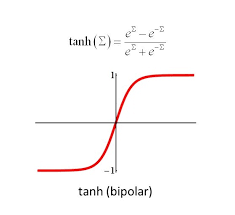 tanh(Σ) = (e^Σ − e^−Σ) / (e^Σ + e^−Σ)
1
−1
tanh (bipolar)